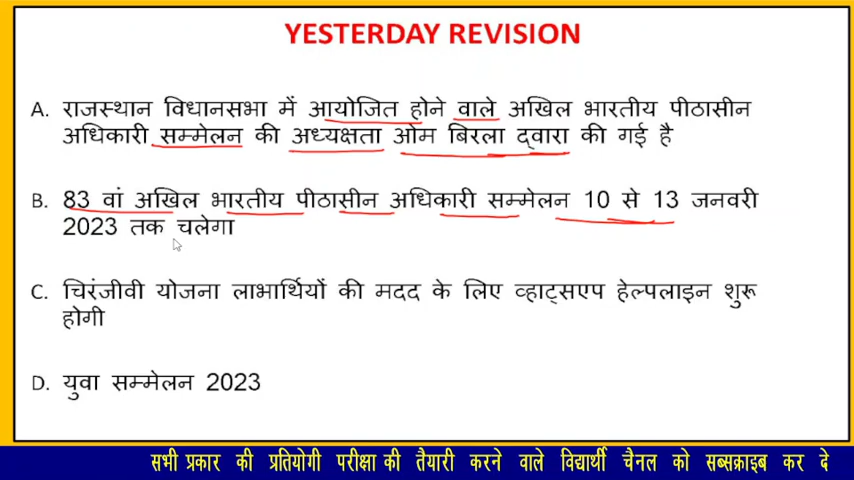 YESTERDAY REVISION
A. राजस्थान विधानसभा में आयोजित होने वाले अखिल भारतीय पीठासीन
अधिकारी सम्मेलन की अध्यक्षता ओम बिरला द्वारा की गई है
B. 83 वां अखिल भारतीय पीठासीन अधिकारी सम्मेलन 10 से 13 जनवरी
2023 तक चलेगा
C. चिरंजीवी योजना लाभार्थियों की मदद के लिए व्हाट्सएप हेल्पलाइन शुरू
होगी
D. युवा सम्मेलन 2023
सभी प्रकार की प्रतियोगी परीक्षा की तैयारी करने वाले विद्यार्थी चैनल को सब्सक्राइब कर दे